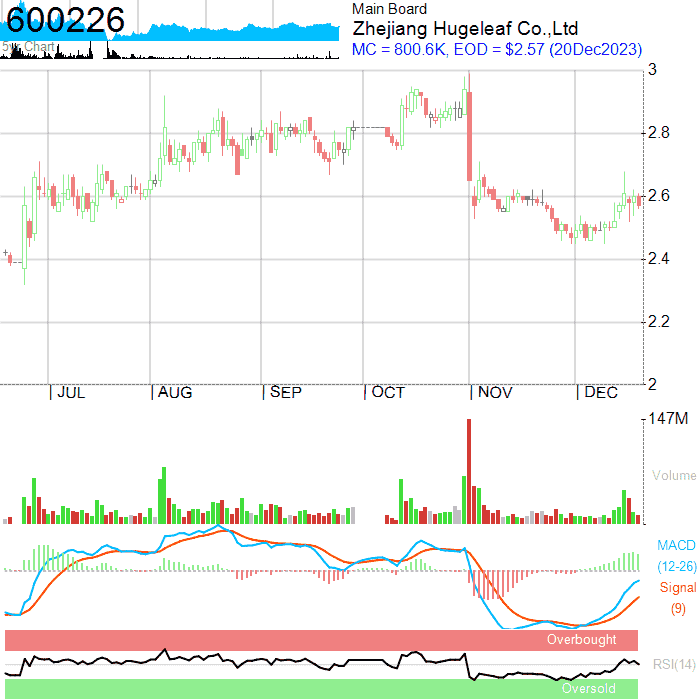 600226
5yr Chart
Main Board
Zhejiang Hugeleaf Co.,Ltd
MC = 800.6K, EOD = $2.57 (20Dec2023)
3
2.8
2.6
2.4
2.2
2
JUL
AUG
SEP
OCT
NOV
DEC
147M
Volume
MACD
(12-26)
Signal
(9)
Overbought
RSI(14)
Oversold